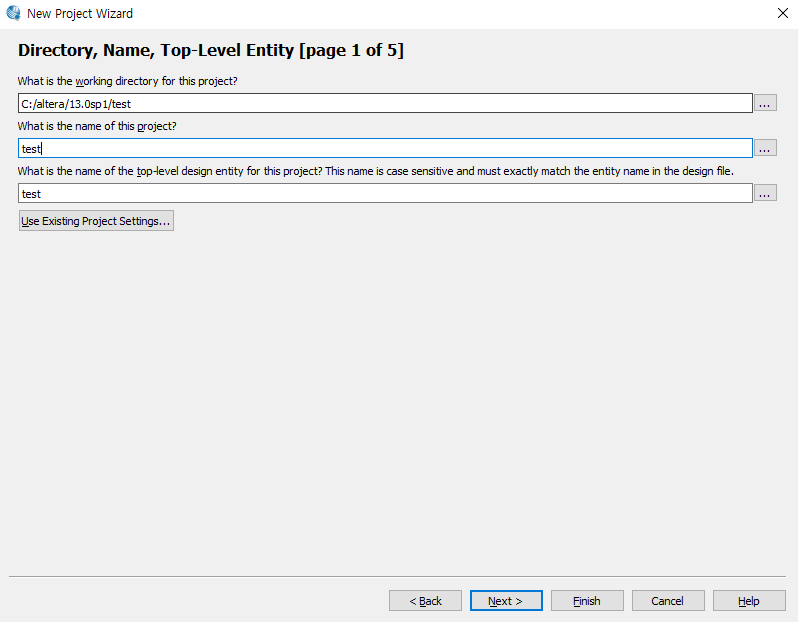 New Project Wizard
Directory, Name, Top-Level Entity [page 1 of 5]
What is the working directory for this project?
C:/altera/13.0sp1/test
...
What is the name of this project?
test
...
What is the name of the top-level design entity for this project? This name is case sensitive and must exactly match the entity name in the design file.
test
...
Use Existing Project Settings...
< Back Next > Finish Cancel Help